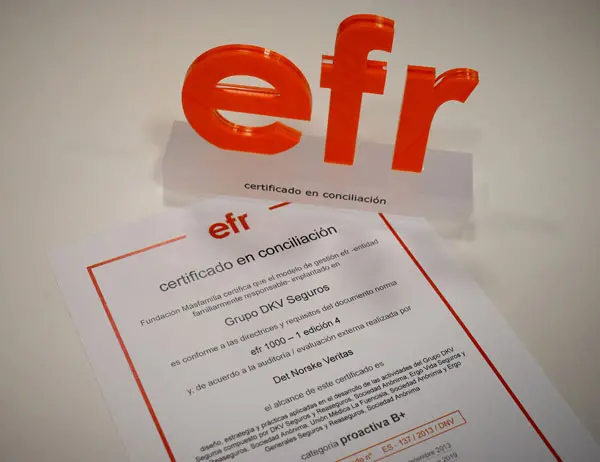 efr
certificado en conciliación
efr
certificado en conciliación
Fundación Masfamilia certifica que el modelo de gestión efr -entidad
familiarmente responsable- implantado en
Grupo DKV Seguros
es conforme a las directrices y requisitos del documento norma
efr 1000 – 1 edición 4
y, de acuerdo a la auditoría / evaluación externa realizada por
Det Norske Veritas
el alcance de este certificado es
diseño, estrategia y prácticas aplicadas en el desarrollo de las actividades del Grupo DKV
Seguros compuesto por DKV Seguros y Reaseguros, Sociedad Anónima, Ergo Vida Seguros y
Reaseguros, Sociedad Anónima, Unión Médica La Fuencisla, Sociedad Anónima y Ergo
Generales Seguros y Reaseguros, Sociedad Anónima
categoría proactiva B+
nº ES - 137 / 2013 / DNV
noviembre 2013